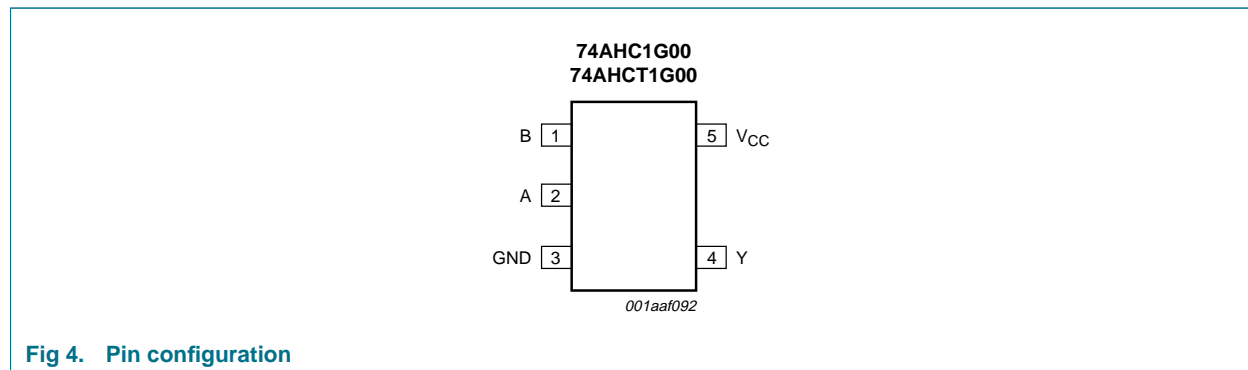 74AHC1G00
74AHCT1G00
B 1
5 VCC
A 2
GND 3
4 Y
001aaf092
Fig 4. Pin configuration